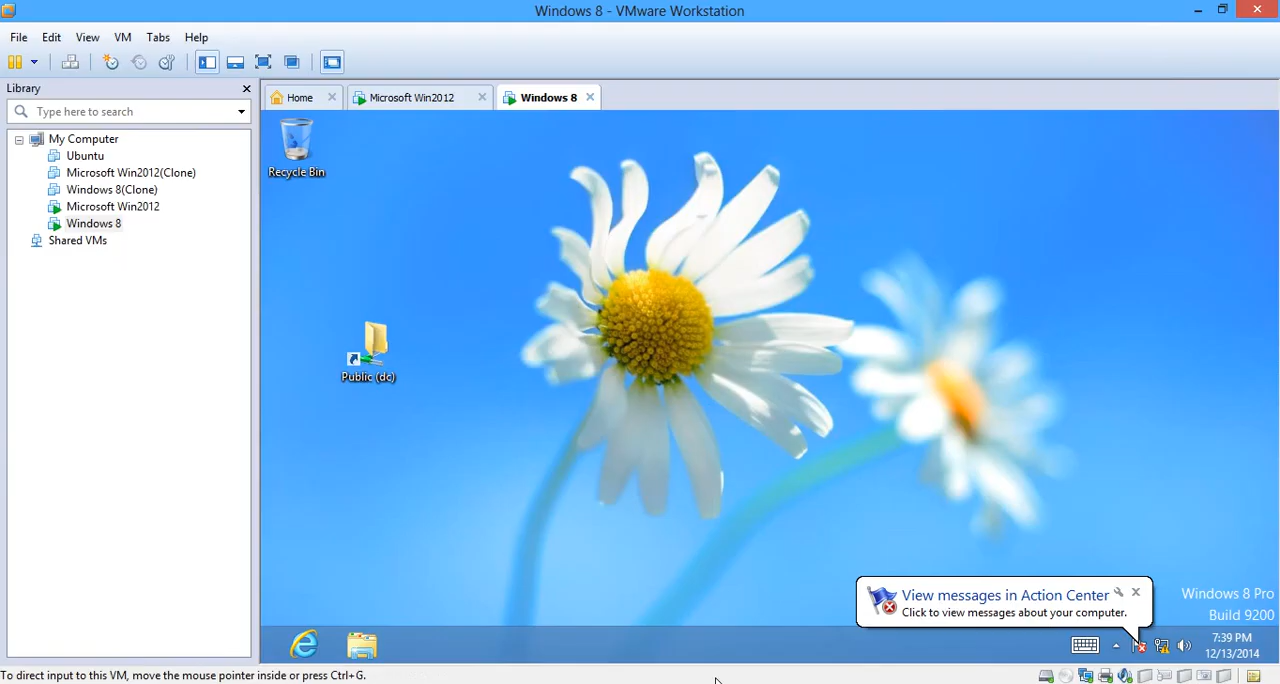 Windows 8 - VMware Workstation
File Edit View VM Tabs Help
Library
Type here to search
My Computer
Ubuntu
Microsoft Win2012(Clone)
Windows 8(Clone)
Microsoft Win2012
Windows 8
Shared VMs
Home Microsoft Win2012 Windows 8
Recycle Bin
Public (dc)
View messages in Action Center
Click to view messages about your computer.
Windows 8 Pro
Build 9200
7:39 PM
12/13/2014
To direct input to this VM, move the mouse pointer inside or press Ctrl+G.